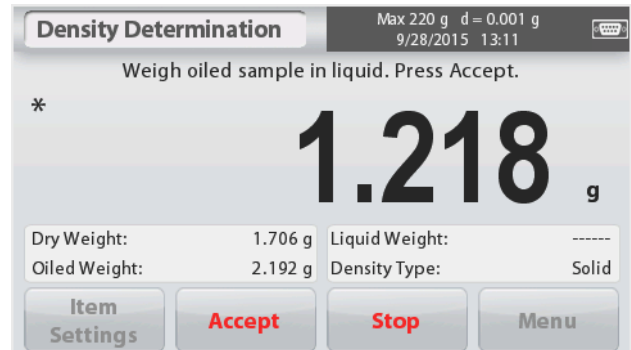 Density Determination
Max 220 g d = 0.001 g
9/28/2015 13:11
Weigh oiled sample in liquid. Press Accept.
*
1.218 g
Dry Weight: 1.706 g Liquid Weight: ------
Oiled Weight: 2.192 g Density Type: Solid
Item Settings
Accept
Stop
Menu